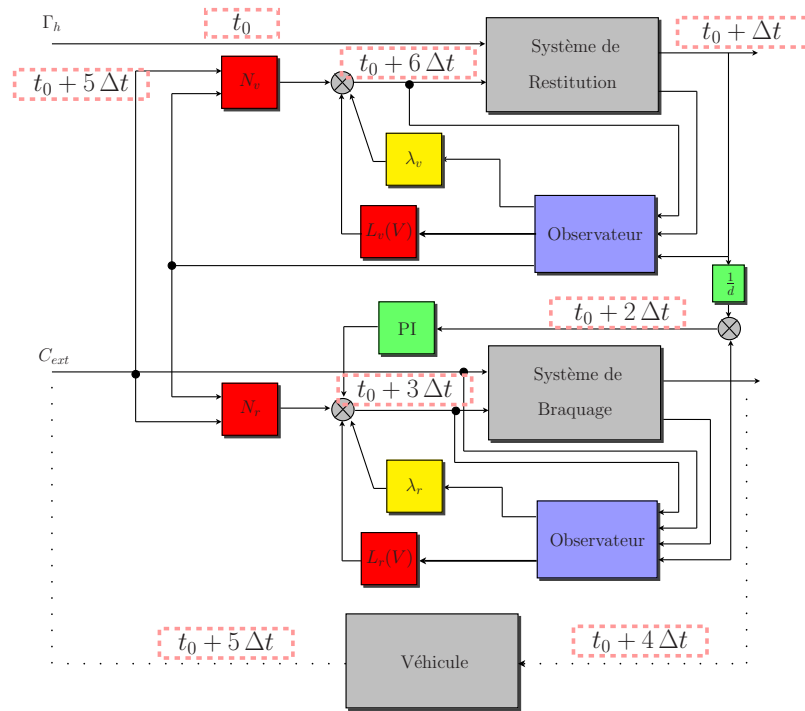 Γ_h
t_0
t_0 + Δt
Système de
Restitution
t_0 + 5 Δt
N_v
t_0 + 6 Δt
λ_v
L_v(V)
Observateur
1/d
PI
t_0 + 2 Δt
C_ext
Système de
Braquage
N_r
t_0 + 3 Δt
λ_r
L_r(V)
Observateur
t_0 + 5 Δt
Véhicule
t_0 + 4 Δt